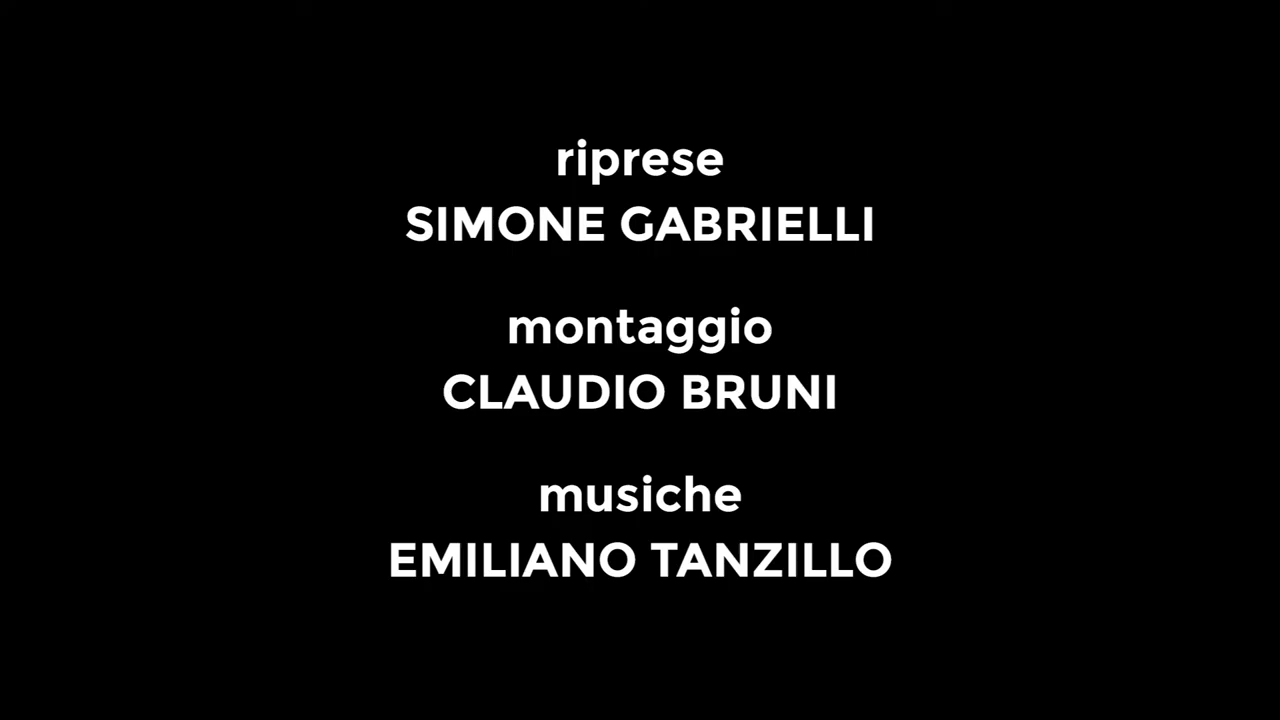 riprese
SIMONE GABRIELLI
montaggio
CLAUDIO BRUNI
musiche
EMILIANO TANZILLO